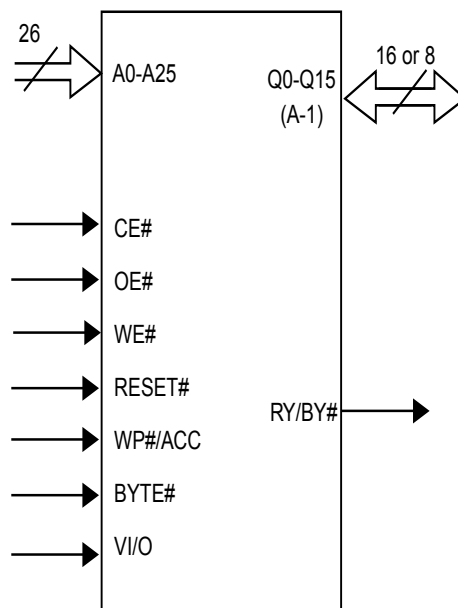 26
16 or 8
A0-A25
Q0-Q15
(A-1)
CE#
OE#
WE#
RESET#
RY/BY#
WP#/ACC
BYTE#
VI/O